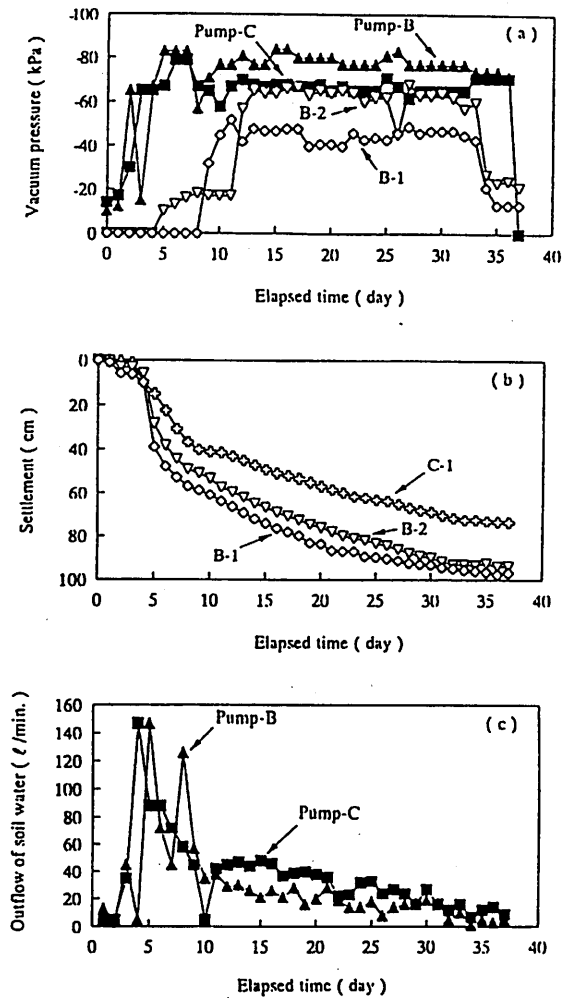 -80
-60
-40
-20
0
Vacuum pressure ( kPa )
( a )
Pump-C
Pump-B
B-2
B-1
0 5 10 15 20 25 30 35 40
Elapsed time ( day )
0
20
40
60
80
100
Settlement ( cm )
( b )
C-1
B-2
B-1
0 5 10 15 20 25 30 35 40
Elapsed time ( day )
160
140
120
100
80
60
40
20
0
Outflow of soil water ( ℓ /min. )
( c )
Pump-B
Pump-C
0 5 10 15 20 25 30 35 40
Elapsed time ( day )